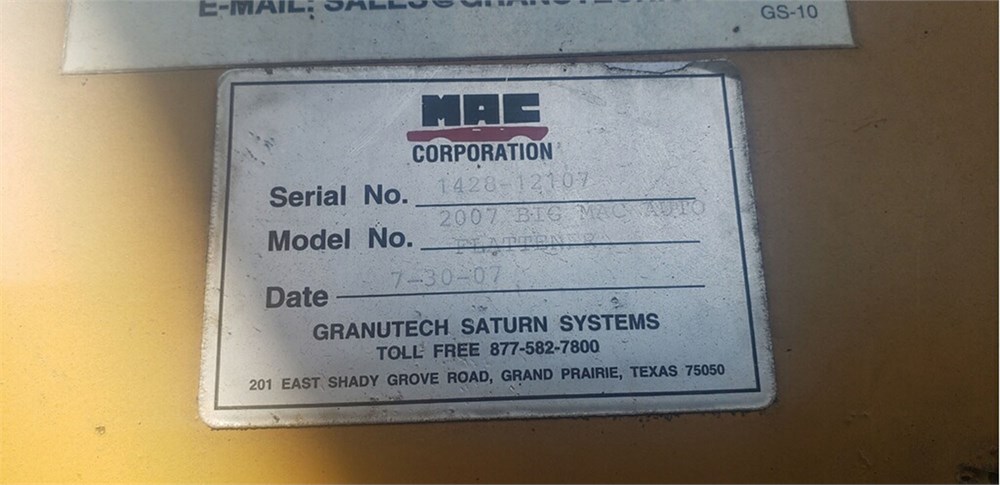 E-MAIL: SALES@GRANUTECH
GS-10
MAC
CORPORATION
Serial No. 1428-12107
2007 BIG MAC AUTO
Model No. FLATTENER
Date 7-30-07
GRANUTECH SATURN SYSTEMS
TOLL FREE 877-582-7800
201 EAST SHADY GROVE ROAD, GRAND PRAIRIE, TEXAS 75050